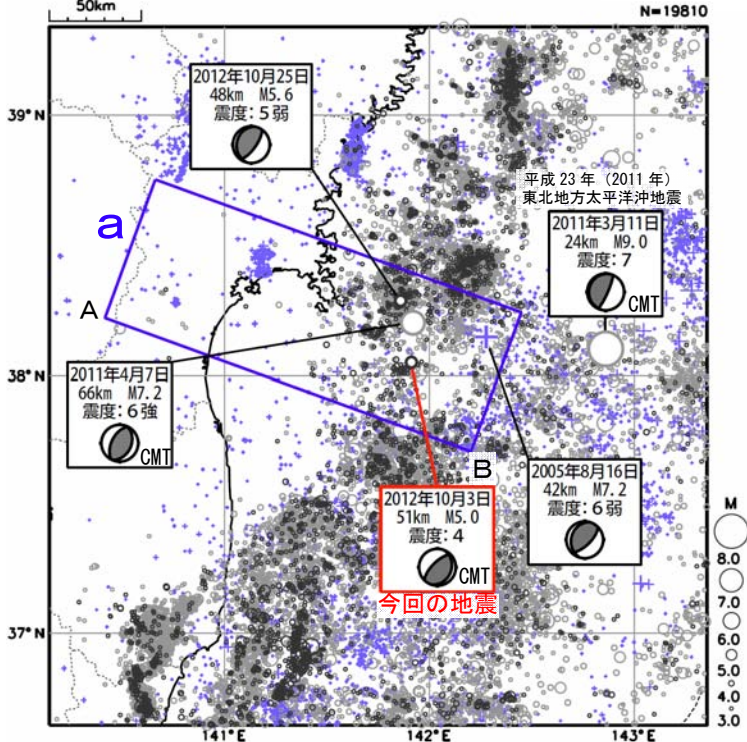 50km
N=19810
39°N
2012年10月25日
48km M5.6
震度:5弱
平成23年(2011年)
東北地方太平洋沖地震
2011年3月11日
24km M9.0
震度:7
CMT
a
A
38°N
2011年4月7日
66km M7.2
震度:6強
CMT
B
2005年8月16日
42km M7.2
震度:6弱
2012年10月3日
51km M5.0
震度:4
CMT
今回の地震
M
8.0
7.0
6.0
5.0
4.0
3.0
37°N
141°E
142°E
143°E